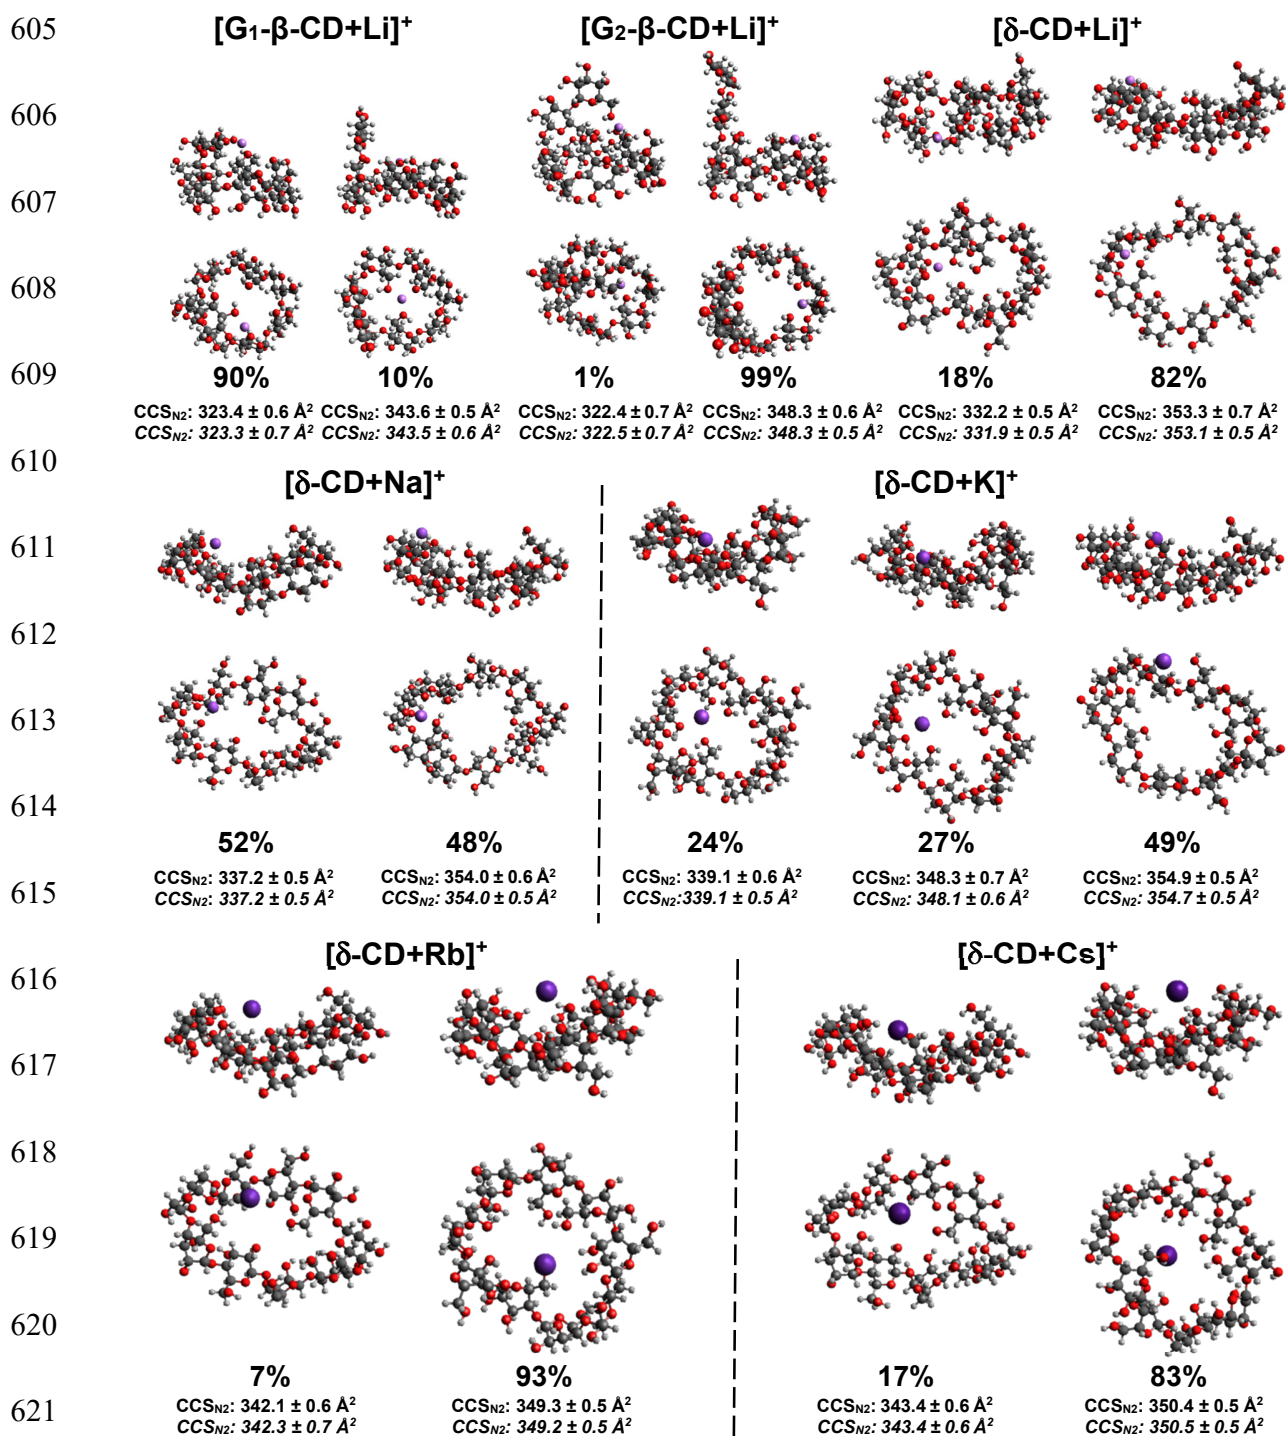 605 [G1-β-CD+Li]+ [G2-β-CD+Li]+ [δ-CD+Li]+
606
607
608
609 90% 10% 1% 99% 18% 82%
CCSN2: 323.4 ± 0.6 Å2 CCSN2: 343.6 ± 0.5 Å2 CCSN2: 322.4 ± 0.7 Å2 CCSN2: 348.3 ± 0.6 Å2 CCSN2: 332.2 ± 0.5 Å2 CCSN2: 353.3 ± 0.7 Å2
CCSN2: 323.3 ± 0.7 Å2 CCSN2: 343.5 ± 0.6 Å2 CCSN2: 322.5 ± 0.7 Å2 CCSN2: 348.3 ± 0.5 Å2 CCSN2: 331.9 ± 0.5 Å2 CCSN2: 353.1 ± 0.5 Å2
610
[δ-CD+Na]+ [δ-CD+K]+
611
612
613
614
52% 48% 24% 27% 49%
CCSN2: 337.2 ± 0.5 Å2 CCSN2: 354.0 ± 0.6 Å2 CCSN2: 339.1 ± 0.6 Å2 CCSN2: 348.3 ± 0.7 Å2 CCSN2: 354.9 ± 0.5 Å2
615 CCSN2: 337.2 ± 0.5 Å2 CCSN2: 354.0 ± 0.5 Å2 CCSN2:339.1 ± 0.5 Å2 CCSN2: 348.1 ± 0.6 Å2 CCSN2: 354.7 ± 0.5 Å2
[δ-CD+Rb]+ [δ-CD+Cs]+
616
617
618
619
620
7% 93% 17% 83%
621 CCSN2: 342.1 ± 0.6 Å2 CCSN2: 349.3 ± 0.5 Å2 CCSN2: 343.4 ± 0.6 Å2 CCSN2: 350.4 ± 0.5 Å2
CCSN2: 342.3 ± 0.7 Å2 CCSN2: 349.2 ± 0.5 Å2 CCSN2: 343.4 ± 0.6 Å2 CCSN2: 350.5 ± 0.5 Å2